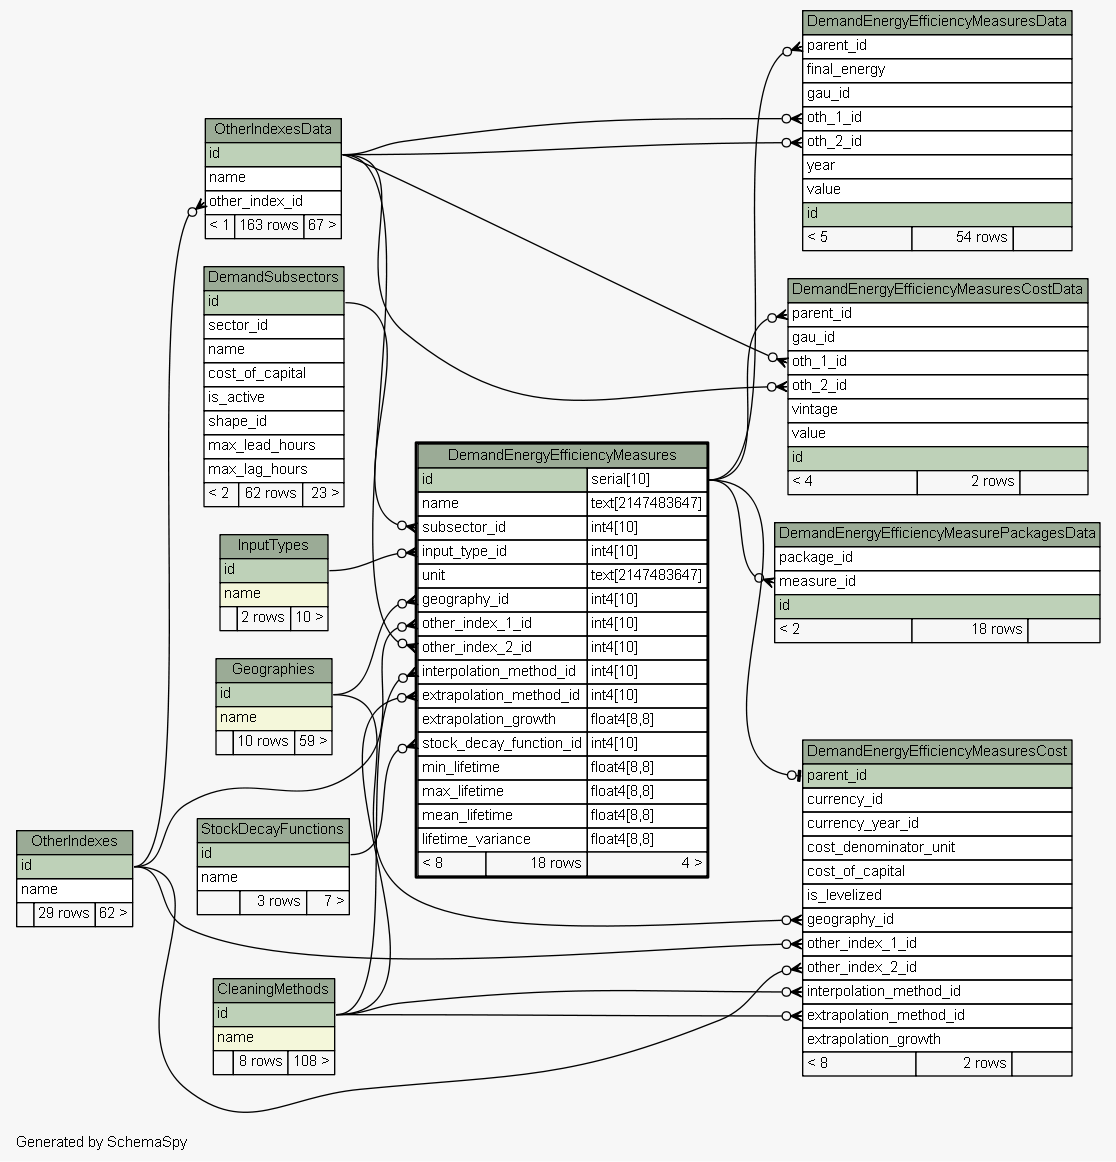 DemandEnergyEfficiencyMeasuresData
parent_id
final_energy
gau_id
oth_1_id
oth_2_id
year
value
id
< 5 54 rows
OtherIndexesData
id
name
other_index_id
< 1 163 rows 67 >
DemandSubsectors
id
sector_id
name
cost_of_capital
is_active
shape_id
max_lead_hours
max_lag_hours
< 2 62 rows 23 >
DemandEnergyEfficiencyMeasuresCostData
parent_id
gau_id
oth_1_id
oth_2_id
vintage
value
id
< 4 2 rows
DemandEnergyEfficiencyMeasures
id serial[10]
name text[2147483647]
subsector_id int4[10]
input_type_id int4[10]
unit text[2147483647]
geography_id int4[10]
other_index_1_id int4[10]
other_index_2_id int4[10]
interpolation_method_id int4[10]
extrapolation_method_id int4[10]
extrapolation_growth float4[8,8]
stock_decay_function_id int4[10]
min_lifetime float4[8,8]
max_lifetime float4[8,8]
mean_lifetime float4[8,8]
lifetime_variance float4[8,8]
< 8 18 rows 4 >
DemandEnergyEfficiencyMeasurePackagesData
package_id
measure_id
id
< 2 18 rows
InputTypes
id
name
2 rows 10 >
Geographies
id
name
10 rows 59 >
OtherIndexes
id
name
29 rows 62 >
StockDecayFunctions
id
name
3 rows 7 >
CleaningMethods
id
name
8 rows 108 >
DemandEnergyEfficiencyMeasuresCost
parent_id
currency_id
currency_year_id
cost_denominator_unit
cost_of_capital
is_levelized
geography_id
other_index_1_id
other_index_2_id
interpolation_method_id
extrapolation_method_id
extrapolation_growth
< 8 2 rows
Generated by SchemaSpy